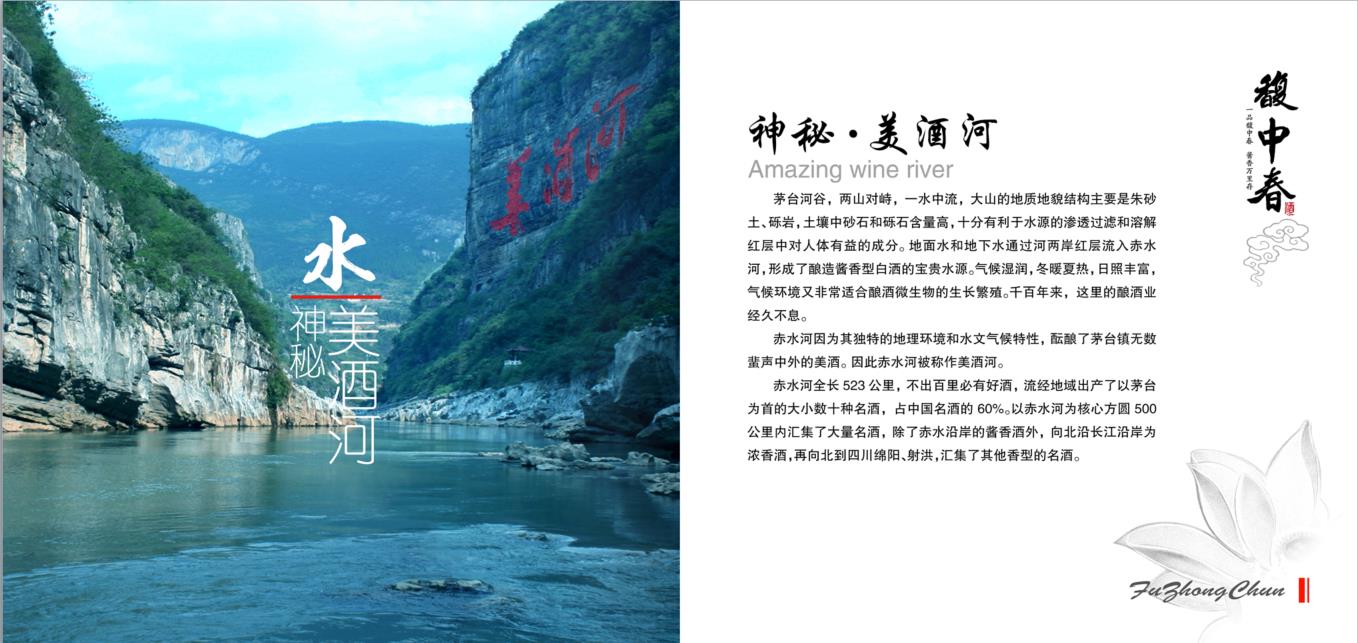 美酒河
水
神秘
美酒河
神秘·美酒河
Amazing wine river
茅台河谷，两山对峙，一水中流，大山的地质地貌结构主要是朱砂
土、砾岩，土壤中砂石和砾石含量高，十分有利于水源的渗透过滤和溶解
红层中对人体有益的成分。地面水和地下水通过河两岸红层流入赤水
河，形成了酿造酱香型白酒的宝贵水源。气候湿润，冬暖夏热，日照丰富，
气候环境又非常适合酿酒微生物的生长繁殖。千百年来，这里的酿酒业
经久不息。
赤水河因为其独特的地理环境和水文气候特性，酝酿了茅台镇无数
蜚声中外的美酒。因此赤水河被称作美酒河。
赤水河全长 523 公里，不出百里必有好酒，流经地域出产了以茅台
为首的大小数十种名酒，占中国名酒的 60%。以赤水河为核心方圆 500
公里内汇集了大量名酒，除了赤水沿岸的酱香酒外，向北沿长江沿岸为
浓香酒，再向北到四川绵阳、射洪，汇集了其他香型的名酒。
馥中春
一品馥中春 酱香万里存
酒
FuZhongChun